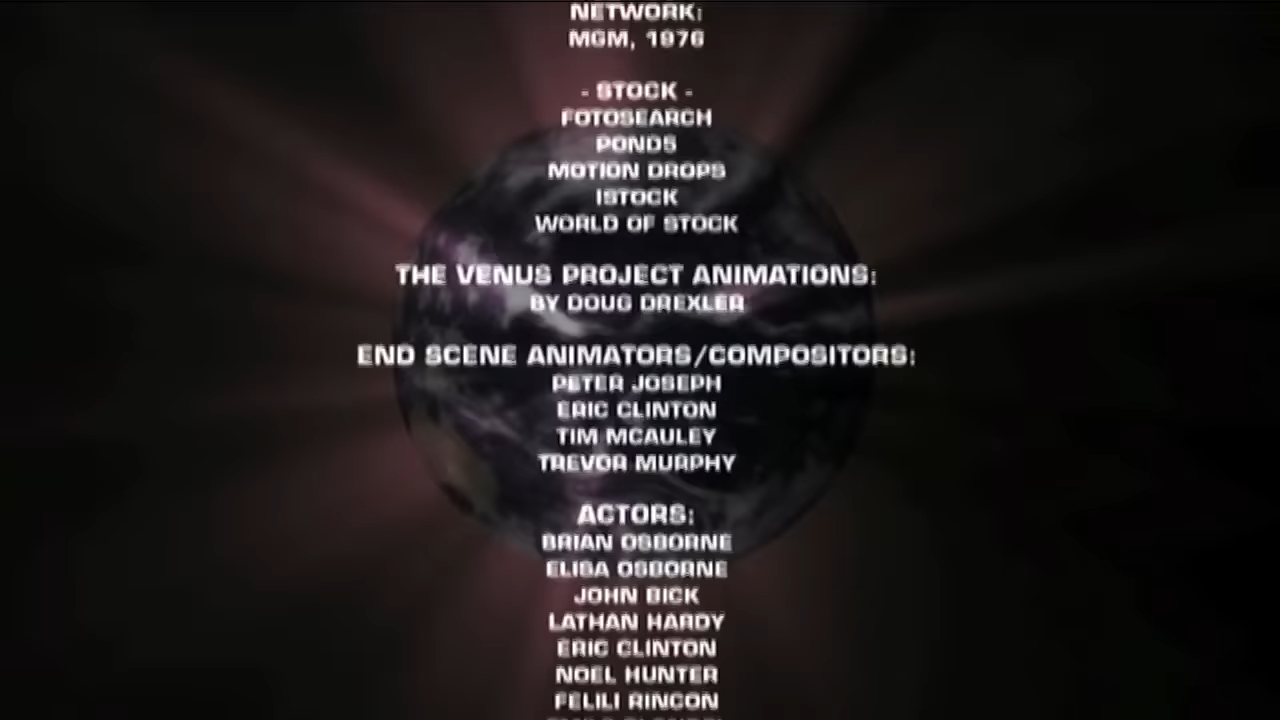 NETWORK:
MGM, 1976
- STOCK -
FOTOSEARCH
POND5
MOTION DROPS
ISTOCK
WORLD OF STOCK
THE VENUS PROJECT ANIMATIONS:
BY DOUG DREXLER
END SCENE ANIMATORS/COMPOSITORS:
PETER JOSEPH
ERIC CLINTON
TIM MCAULEY
TREVOR MURPHY
ACTORS:
BRIAN OSBORNE
ELISA OSBORNE
JOHN BICK
LATHAN HARDY
ERIC CLINTON
NOEL HUNTER
FELILI RINCON